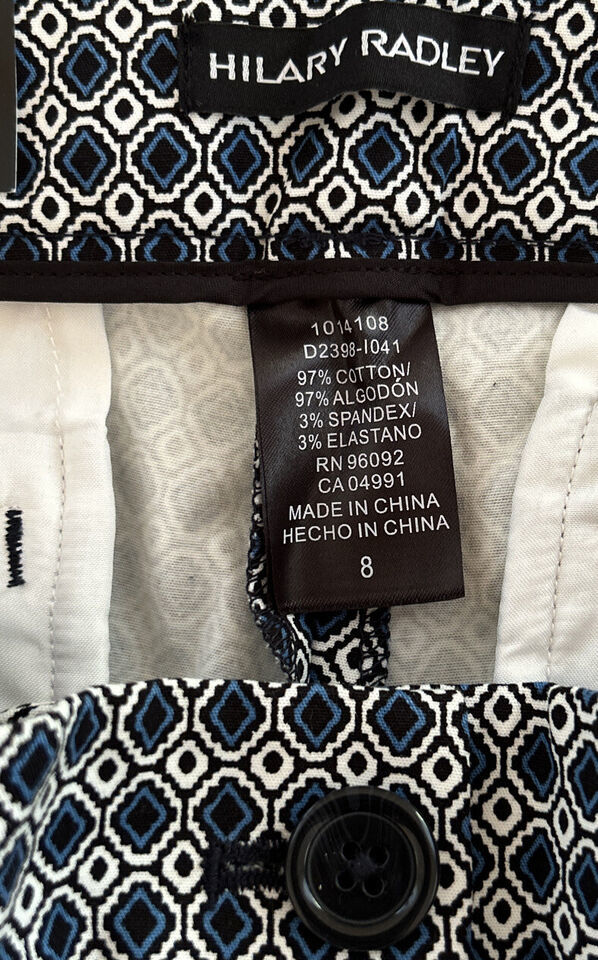 HILARY RADLEY
1014108
D2398-I041
97% COTTON/
97% ALGODÓN
3% SPANDEX/
3% ELASTANO
RN 96092
CA 04991
MADE IN CHINA
HECHO IN CHINA
8